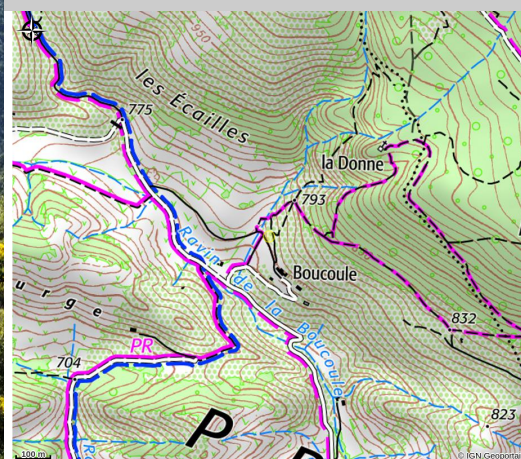 950
les Écailles
775
la Donne
793
Ravin de la Boucoule
Boucoule
urge
832
PR
704
823
P
100 m
© IGN Geoportai